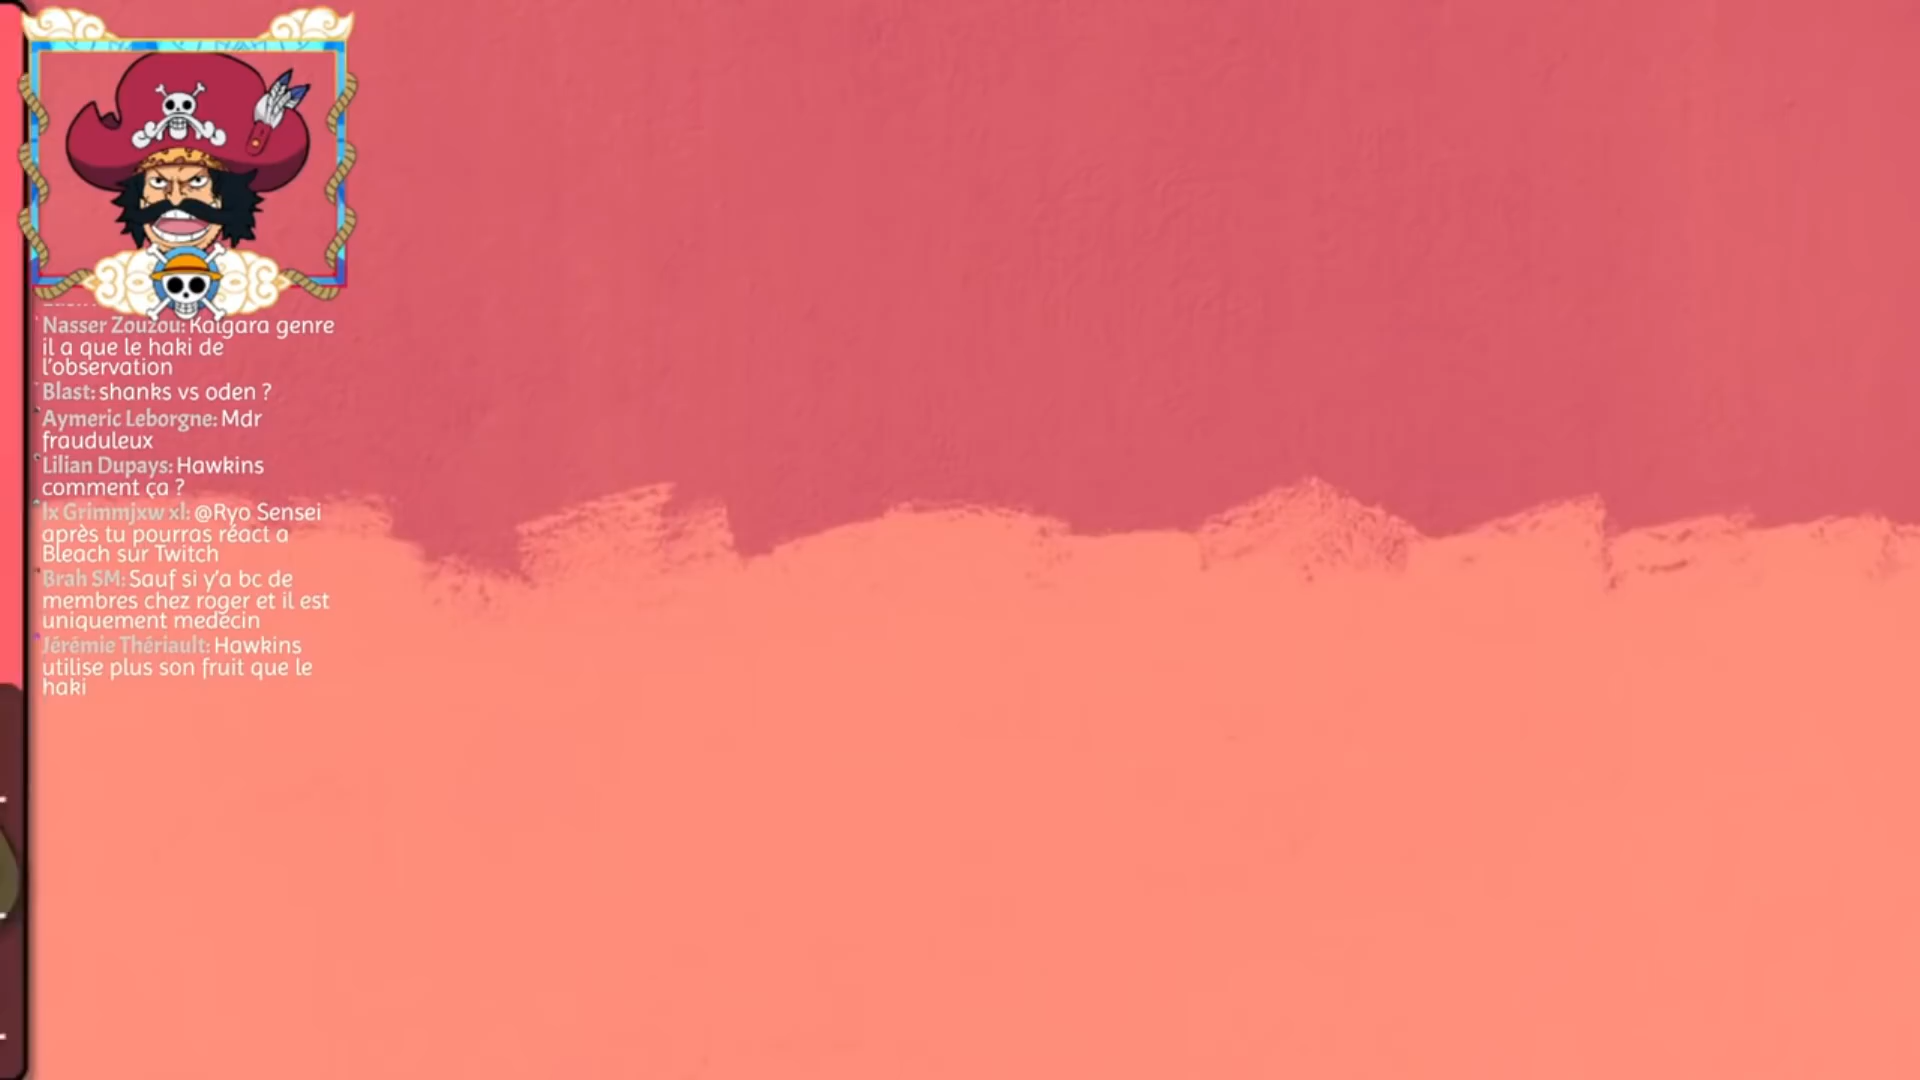 Nasser Zouzou: Kalgara genre
il a que le haki de
l'observation
Blast: shanks vs oden ?
Aymeric Leborgne: Mdr
frauduleux
Lilian Dupays: Hawkins
comment ça ?
lx Grimmjxw xl: @Ryo Sensei
après tu pourras réact a
Bleach sur Twitch
Brah SM: Sauf si y'a bc de
membres chez roger et il est
uniquement medecin
Jérémie Thériault: Hawkins
utilise plus son fruit que le
haki